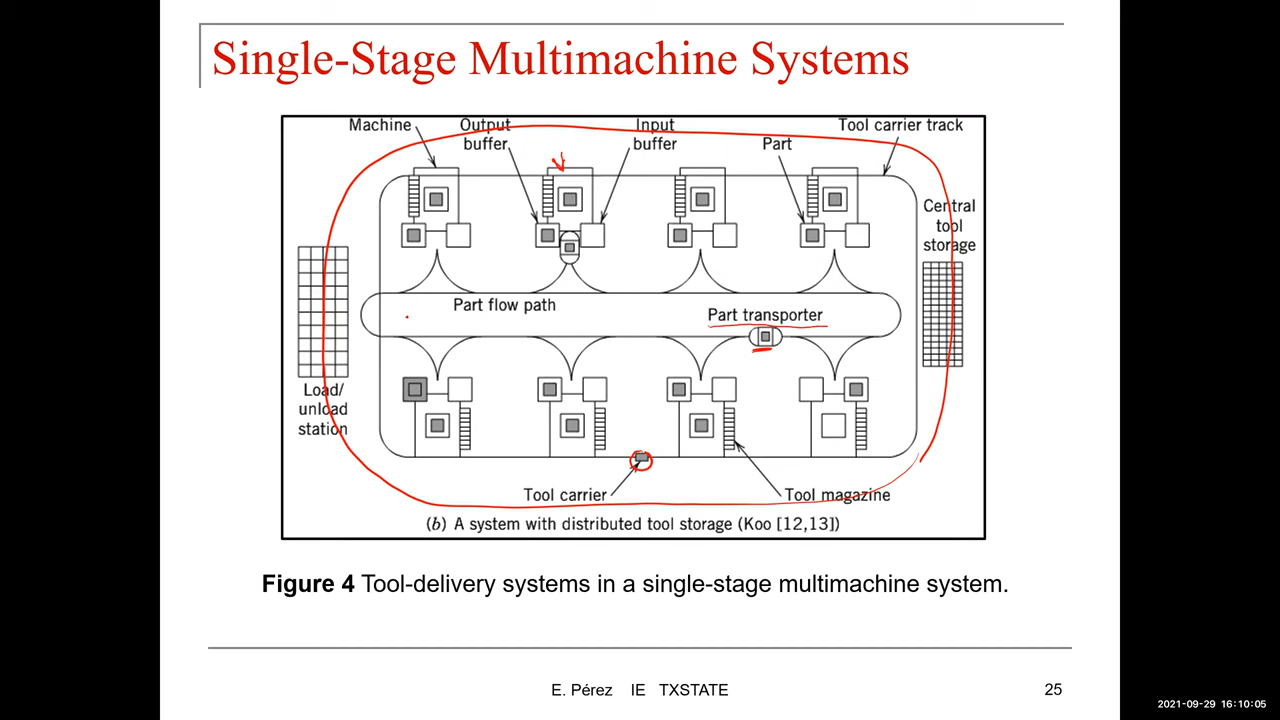 Single-Stage Multimachine Systems
Machine
Output
buffer
Input
buffer
Part
Tool carrier track
Central
tool
storage
Part flow path
Part transporter
Load/
unload
station
Tool carrier
Tool magazine
(b) A system with distributed tool storage (Koo [12,13])
Figure 4 Tool-delivery systems in a single-stage multimachine system.
E. Pérez IE TXSTATE
25
2021-09-29 16:10:05